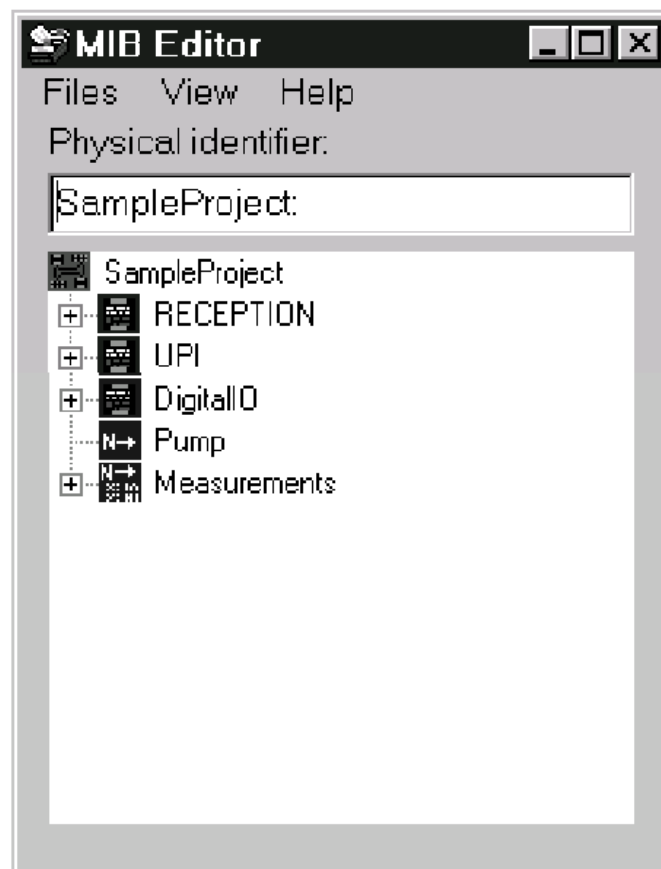 MIB Editor
Files View Help
Physical identifier:
SampleProject:
SampleProject
RECEPTION
UPI
DigitalIO
N→ Pump
N→ Measurements